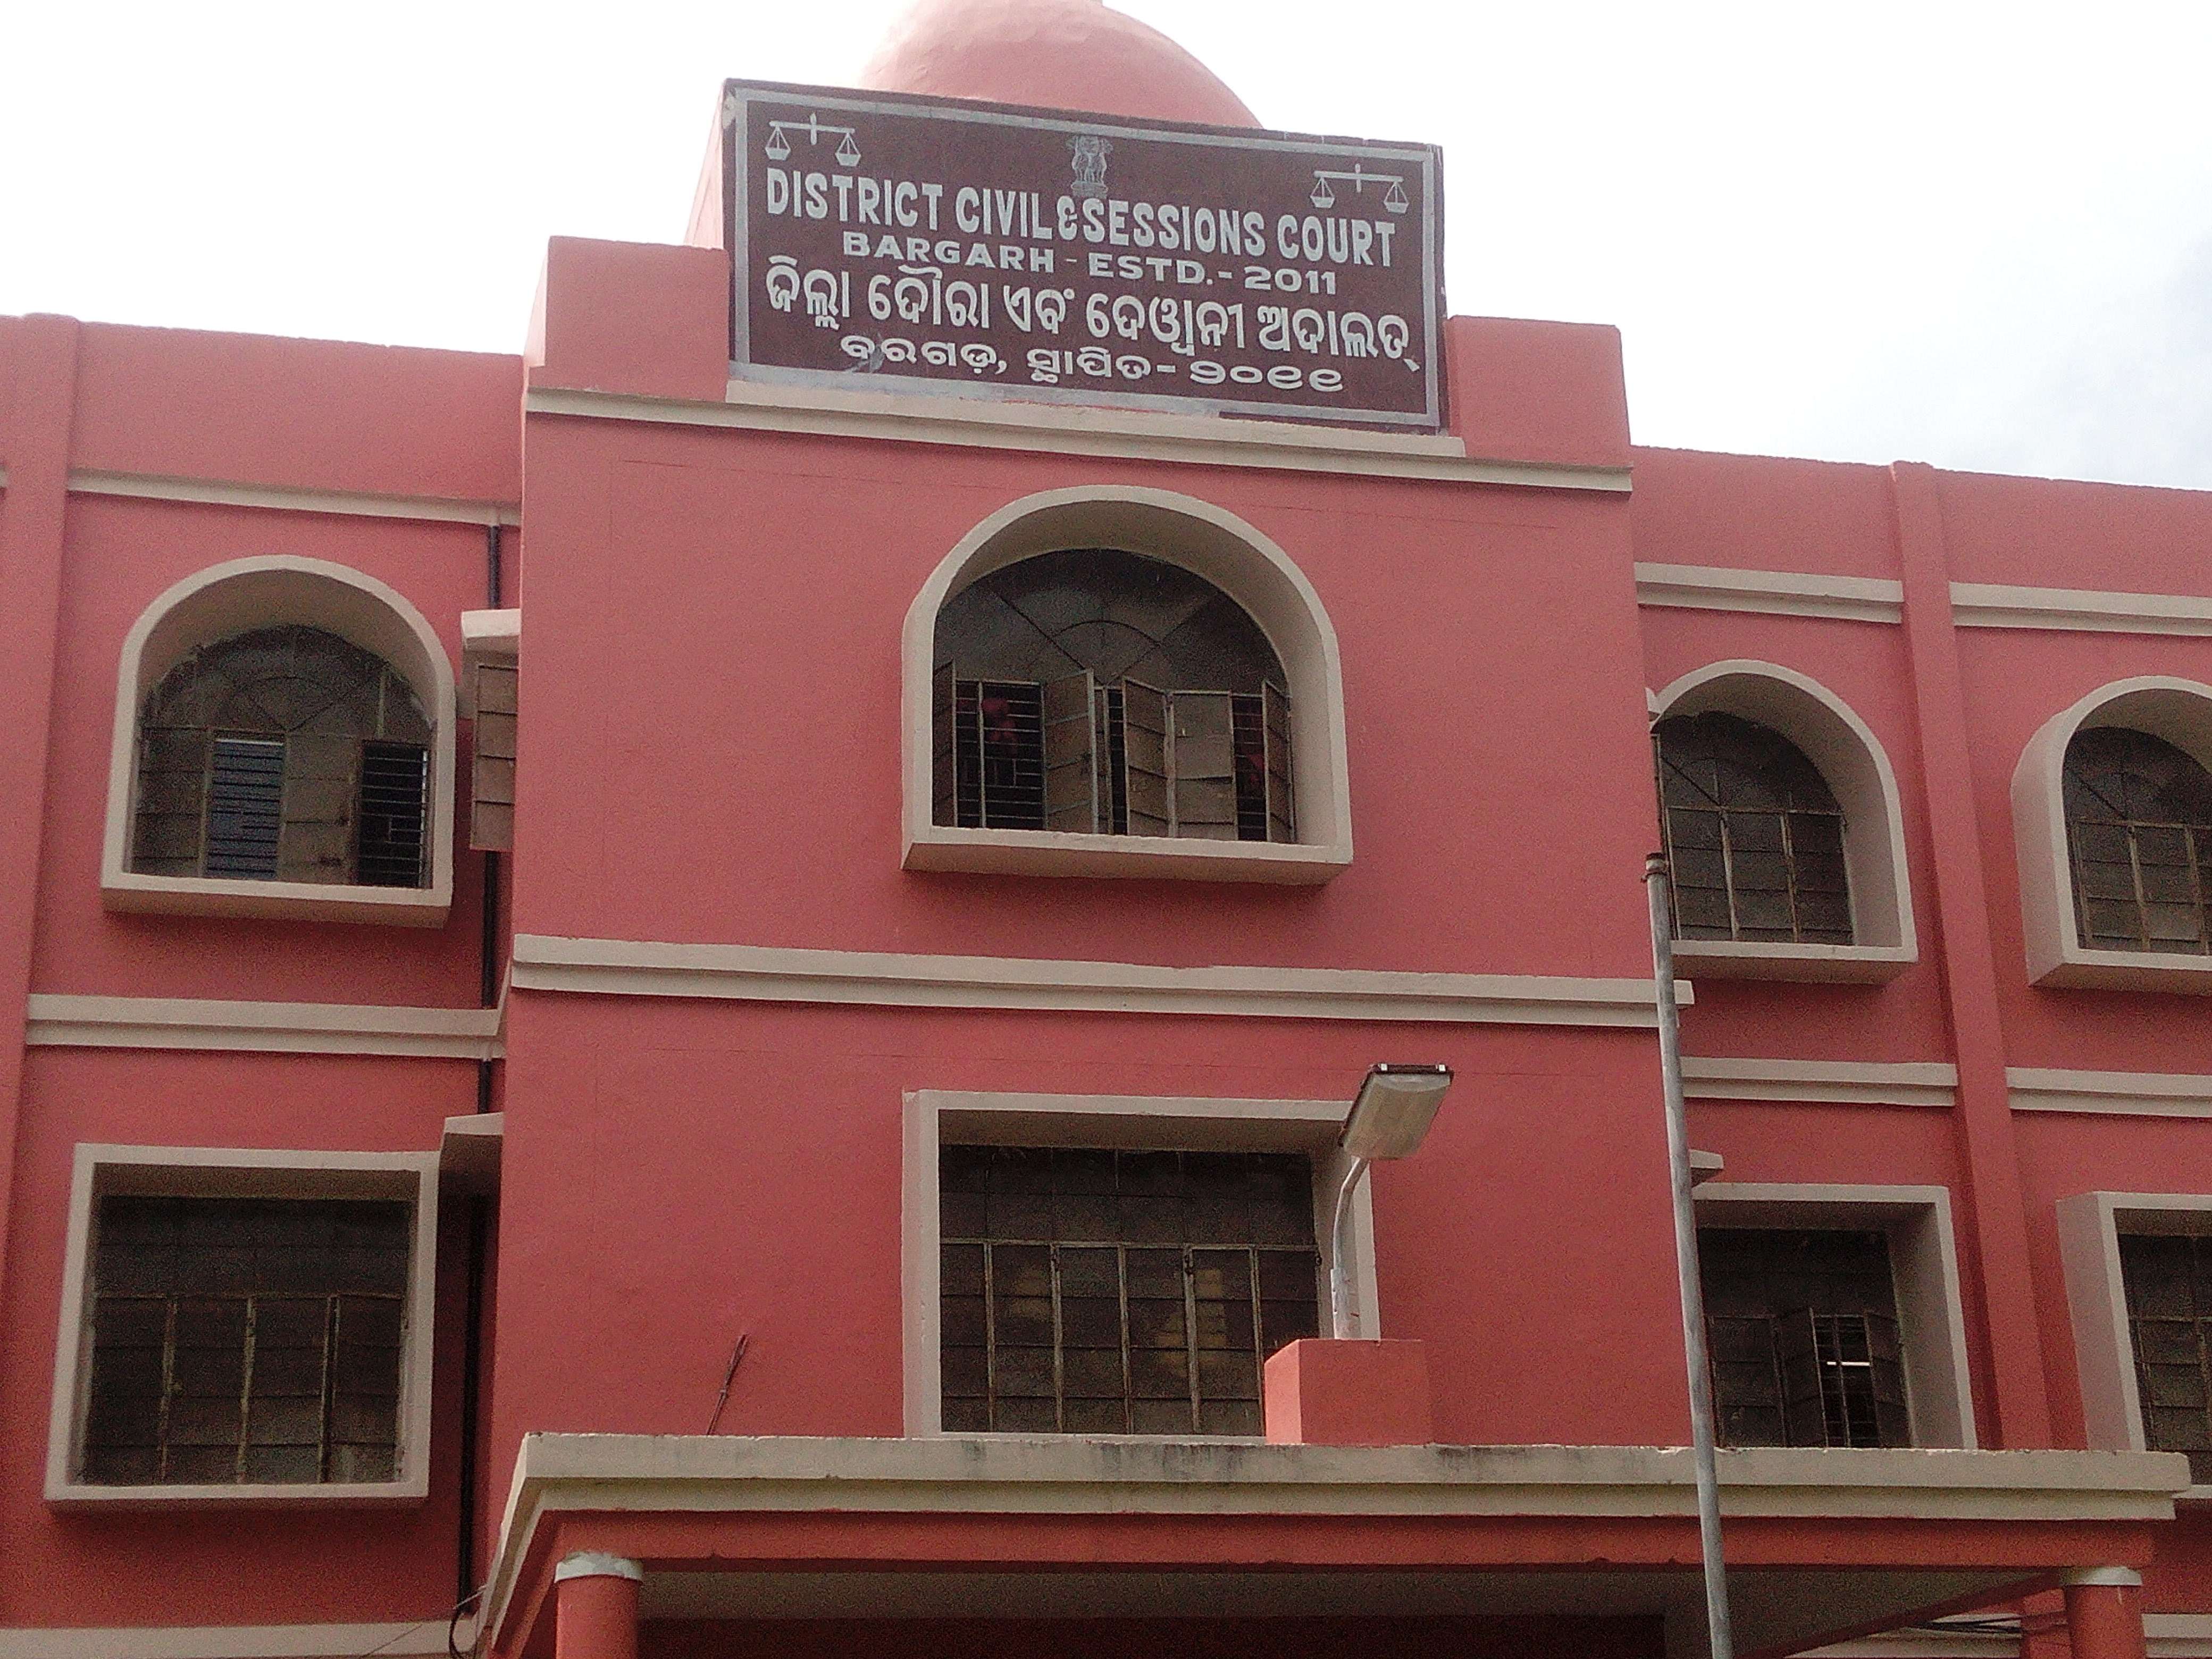 DISTRICT CIVIL & SESSIONS COURT
BARGARH - ESTD.- 2011
ଜିଲ୍ଲା ଦୌରା ଏବଂ ଦେୱାନୀ ଅଦାଲତ୍
ବରଗଡ଼, ସ୍ଥାପିତ- ୨୦୧୧